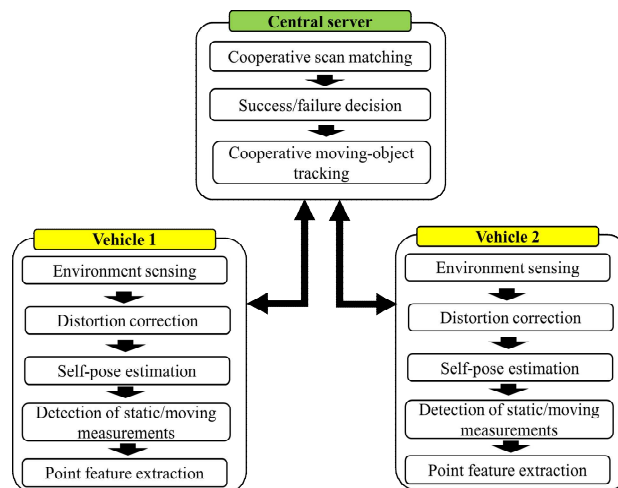 Central server
Cooperative scan matching
Success/failure decision
Cooperative moving-object
tracking
Vehicle 1
Environment sensing
Distortion correction
Self-pose estimation
Detection of static/moving
measurements
Point feature extraction
Vehicle 2
Environment sensing
Distortion correction
Self-pose estimation
Detection of static/moving
measurements
Point feature extraction